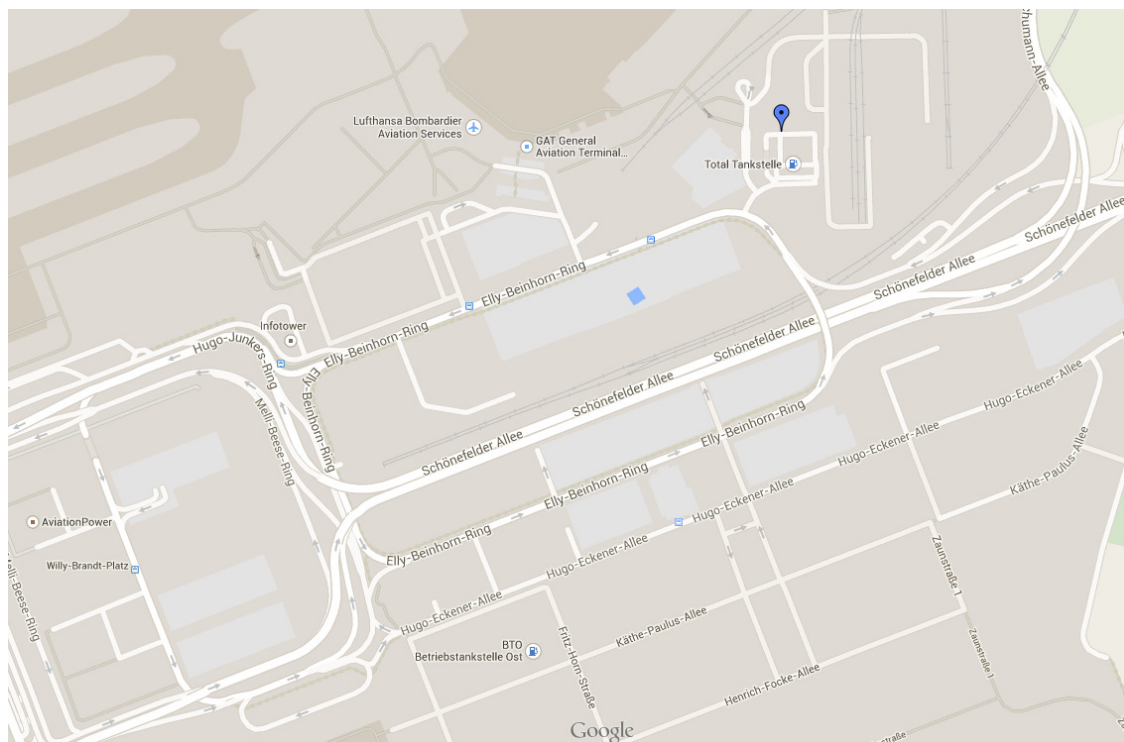 chumann-Allee
Lufthansa Bombardier
Aviation Services
GAT General
Aviation Terminal...
Total Tankstelle
Schönefelder Allee
Schönefelder Allee
Schönefelder Allee
Schönefelder Allee
Schönefelder Allee
Elly-Beinhorn-Ring
Elly-Beinhorn-Ring
Infotower
Hugo-Junkers-Ring
Elly-Beinhorn-Ring
Melli-Beese-Ring
Elly-Beinhorn-Ring
Elly-Beinhorn-Ring
Elly-Beinhorn-Ring
Hugo-Eckener-Allee
Hugo-Eckener-Allee
Hugo-Eckener-Allee
Hugo-Eckener-Allee
Hugo-Eckener-Allee
Käthe-Paulus-Allee
AviationPower
Willy-Brandt-Platz
Melli-Beese-Ring
Zaunstraße 1
Zaunstraße 1
Käthe-Paulus-Allee
BTO
Betriebstankstelle Ost
Fritz-Horn-Straße
Henrich-Focke-Allee
Google